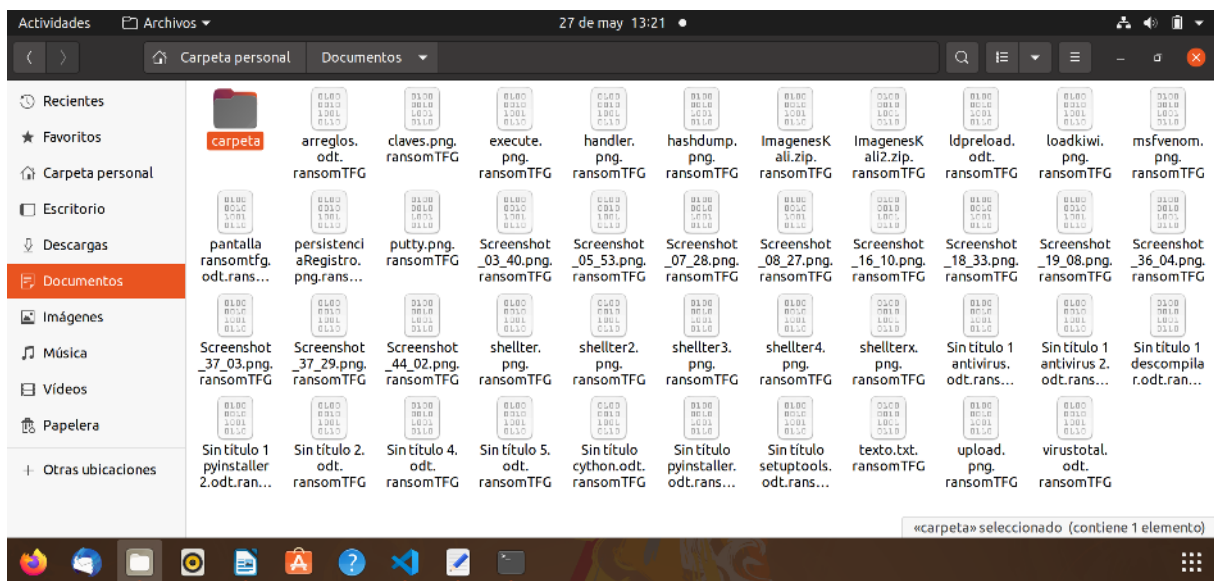 Actividades
Archivos
27 de may 13:21
Carpeta personal
Documentos
Recientes
Favoritos
Carpeta personal
Escritorio
Descargas
Documentos
Imágenes
Música
Vídeos
Papelera
+ Otras ubicaciones
carpeta
arreglos.
odt.
ransomTFG
claves.png.
ransomTFG
execute.
png.
ransomTFG
handler.
png.
ransomTFG
hashdump.
png.
ransomTFG
ImagenesK
ali.zip.
ransomTFG
ImagenesK
ali2.zip.
ransomTFG
ldpreload.
odt.
ransomTFG
loadkiwi.
png.
ransomTFG
msfvenom.
png.
ransomTFG
pantalla
ransomtfg.
odt.rans...
persistenci
aRegistro.
png.rans...
putty.png.
ransomTFG
Screenshot
_03_40.png.
ransomTFG
Screenshot
_05_53.png.
ransomTFG
Screenshot
_07_28.png.
ransomTFG
Screenshot
_08_27.png.
ransomTFG
Screenshot
_16_10.png.
ransomTFG
Screenshot
_18_33.png.
ransomTFG
Screenshot
_19_08.png.
ransomTFG
Screenshot
_36_04.png.
ransomTFG
Screenshot
_37_03.png.
ransomTFG
Screenshot
_37_29.png.
ransomTFG
Screenshot
_44_02.png.
ransomTFG
shellter.
png.
ransomTFG
shellter2.
png.
ransomTFG
shellter3.
png.
ransomTFG
shellter4.
png.
ransomTFG
shellterx.
png.
ransomTFG
Sin título 1
antivirus.
odt.rans...
Sin título 1
antivirus 2.
odt.rans...
Sin título 1
descompila
r.odt.ran...
Sin título 1
pyinstaller
2.odt.ran...
Sin título 2.
odt.
ransomTFG
Sin título 4.
odt.
ransomTFG
Sin título 5.
odt.
ransomTFG
Sin título
cython.odt.
ransomTFG
Sin título
pyinstaller.
odt.rans...
Sin título
setuptools.
odt.rans...
texto.txt.
ransomTFG
upload.
png.
ransomTFG
virustotal.
odt.
ransomTFG
«carpeta» seleccionado (contiene 1 elemento)